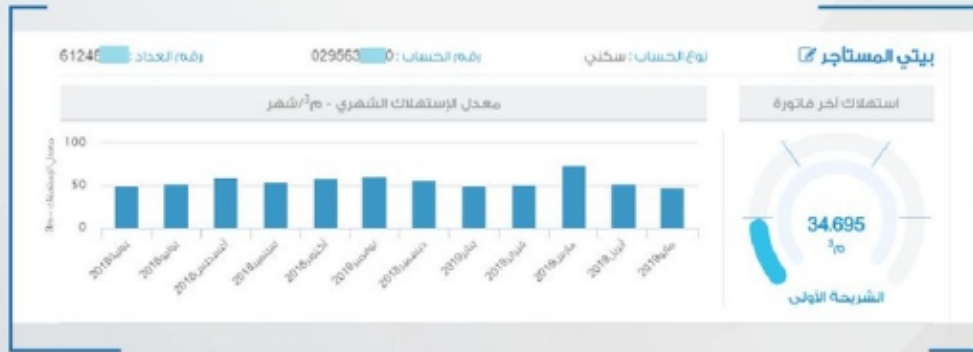 بيتي المستأجر
نوع الحساب : سكني
رقم الحساب : 029563 0
رقم العداد : 61246
استهلاك آخر فاتورة
معدل الإستهلاك الشهري - م³/شهر
100
50
0
يونيو2018
يوليو2018
أغسطس2018
سبتمبر2018
أكتوبر2018
نوفمبر2018
ديسمبر2018
يناير2019
فبراير2019
مارس2019
أبريل2019
مايو2019
34.695
م³
الشريحة الأولى